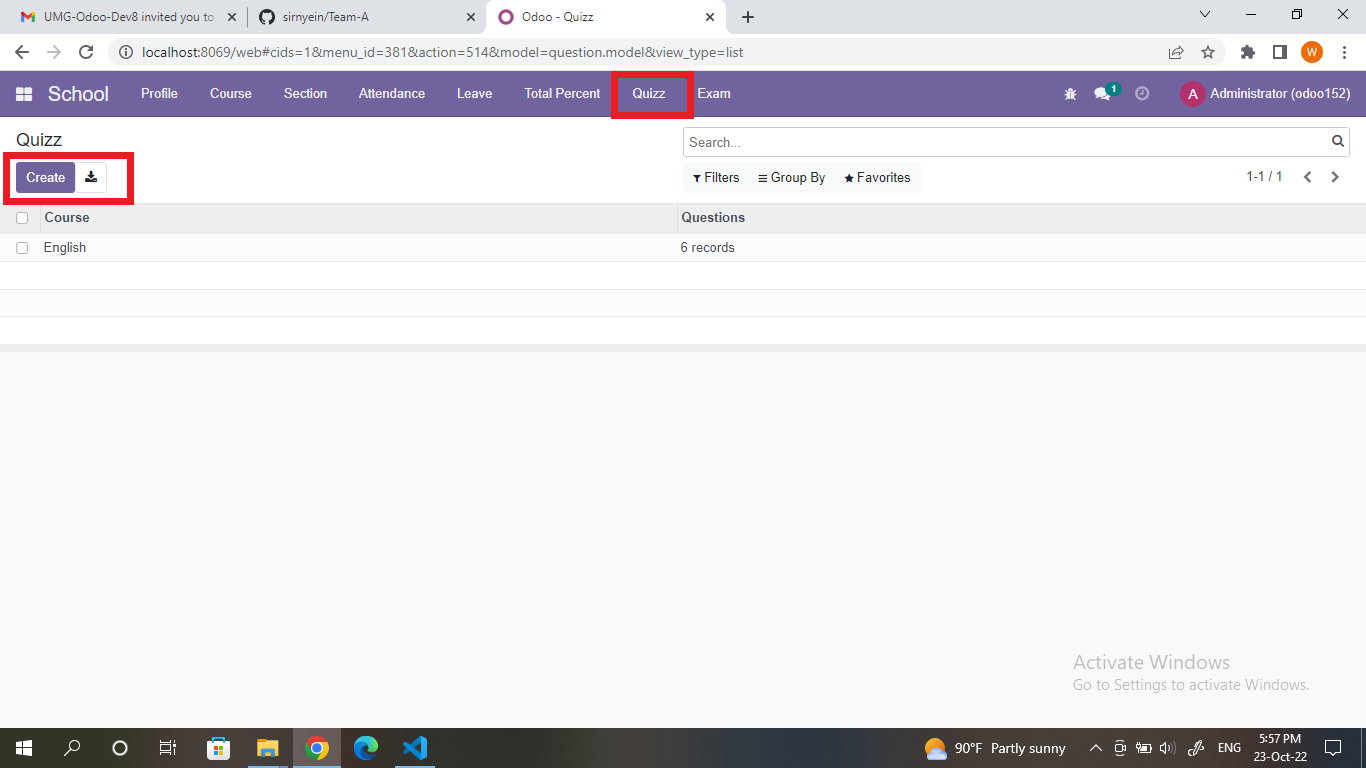 UMG-Odoo-Dev8 invited you to
sirnyein/Team-A
Odoo - Quizz
localhost:8069/web#cids=1&menu_id=381&action=514&model=question.model&view_type=list
W
School
Profile
Course
Section
Attendance
Leave
Total Percent
Quizz
Exam
1
A
Administrator (odoo152)
Quizz
Search...
Create
Filters
Group By
Favorites
1-1 / 1
Course
Questions
English
6 records
Activate Windows
Go to Settings to activate Windows.
90°F Partly sunny
ENG
5:57 PM
23-Oct-22